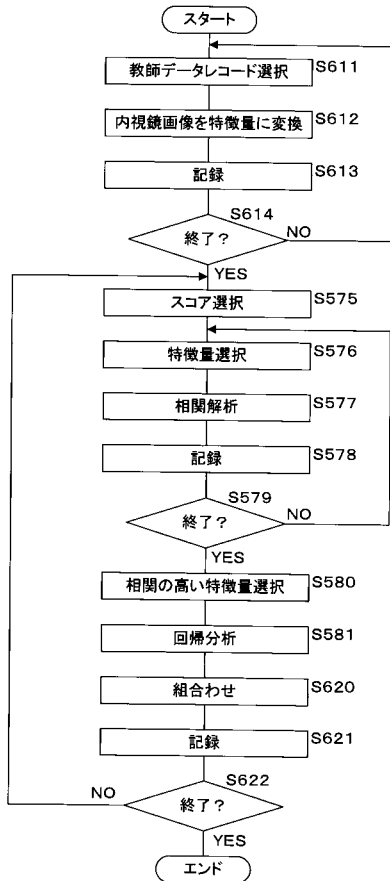 スタート
教師データレコード選択 S611
内視鏡画像を特徴量に変換 S612
記録 S613
S614
終了? NO
YES
スコア選択 S575
特徴量選択 S576
相関解析 S577
記録 S578
S579
終了? NO
YES
相関の高い特徴量選択 S580
回帰分析 S581
組合わせ S620
記録 S621
S622
NO 終了?
YES
エンド